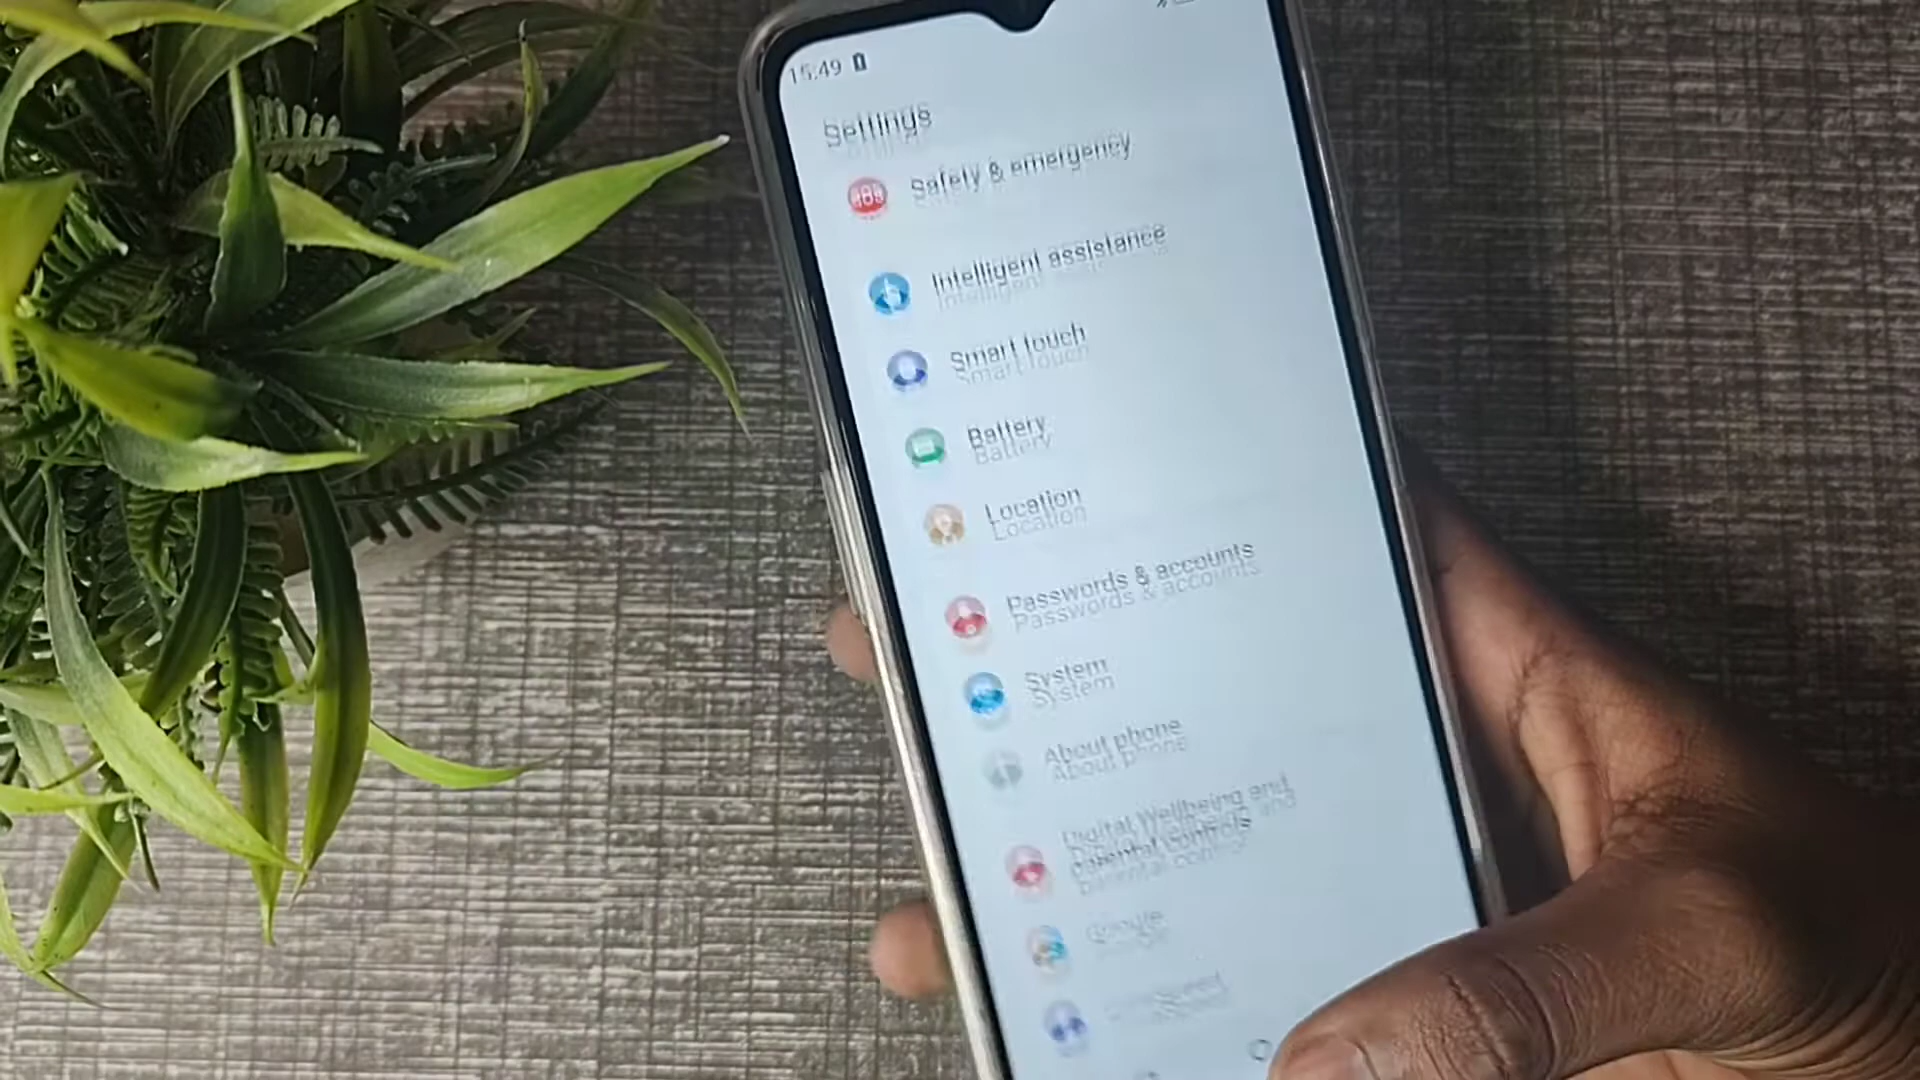 15:49
Settings
Safety & emergency
Intelligent assistance
Smart touch
Battery
Location
Passwords & accounts
System
About phone
Digital Wellbeing and
parental controls
Google